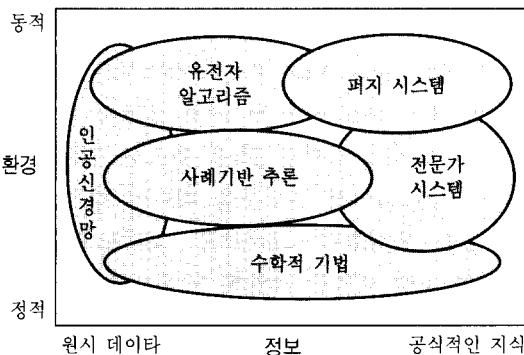 동적
유전자
알고리즘
퍼지 시스템
인공신경망
환경
사례기반 추론
전문가
시스템
수학적 기법
정적
원시 데이타
정보
공식적인 지식